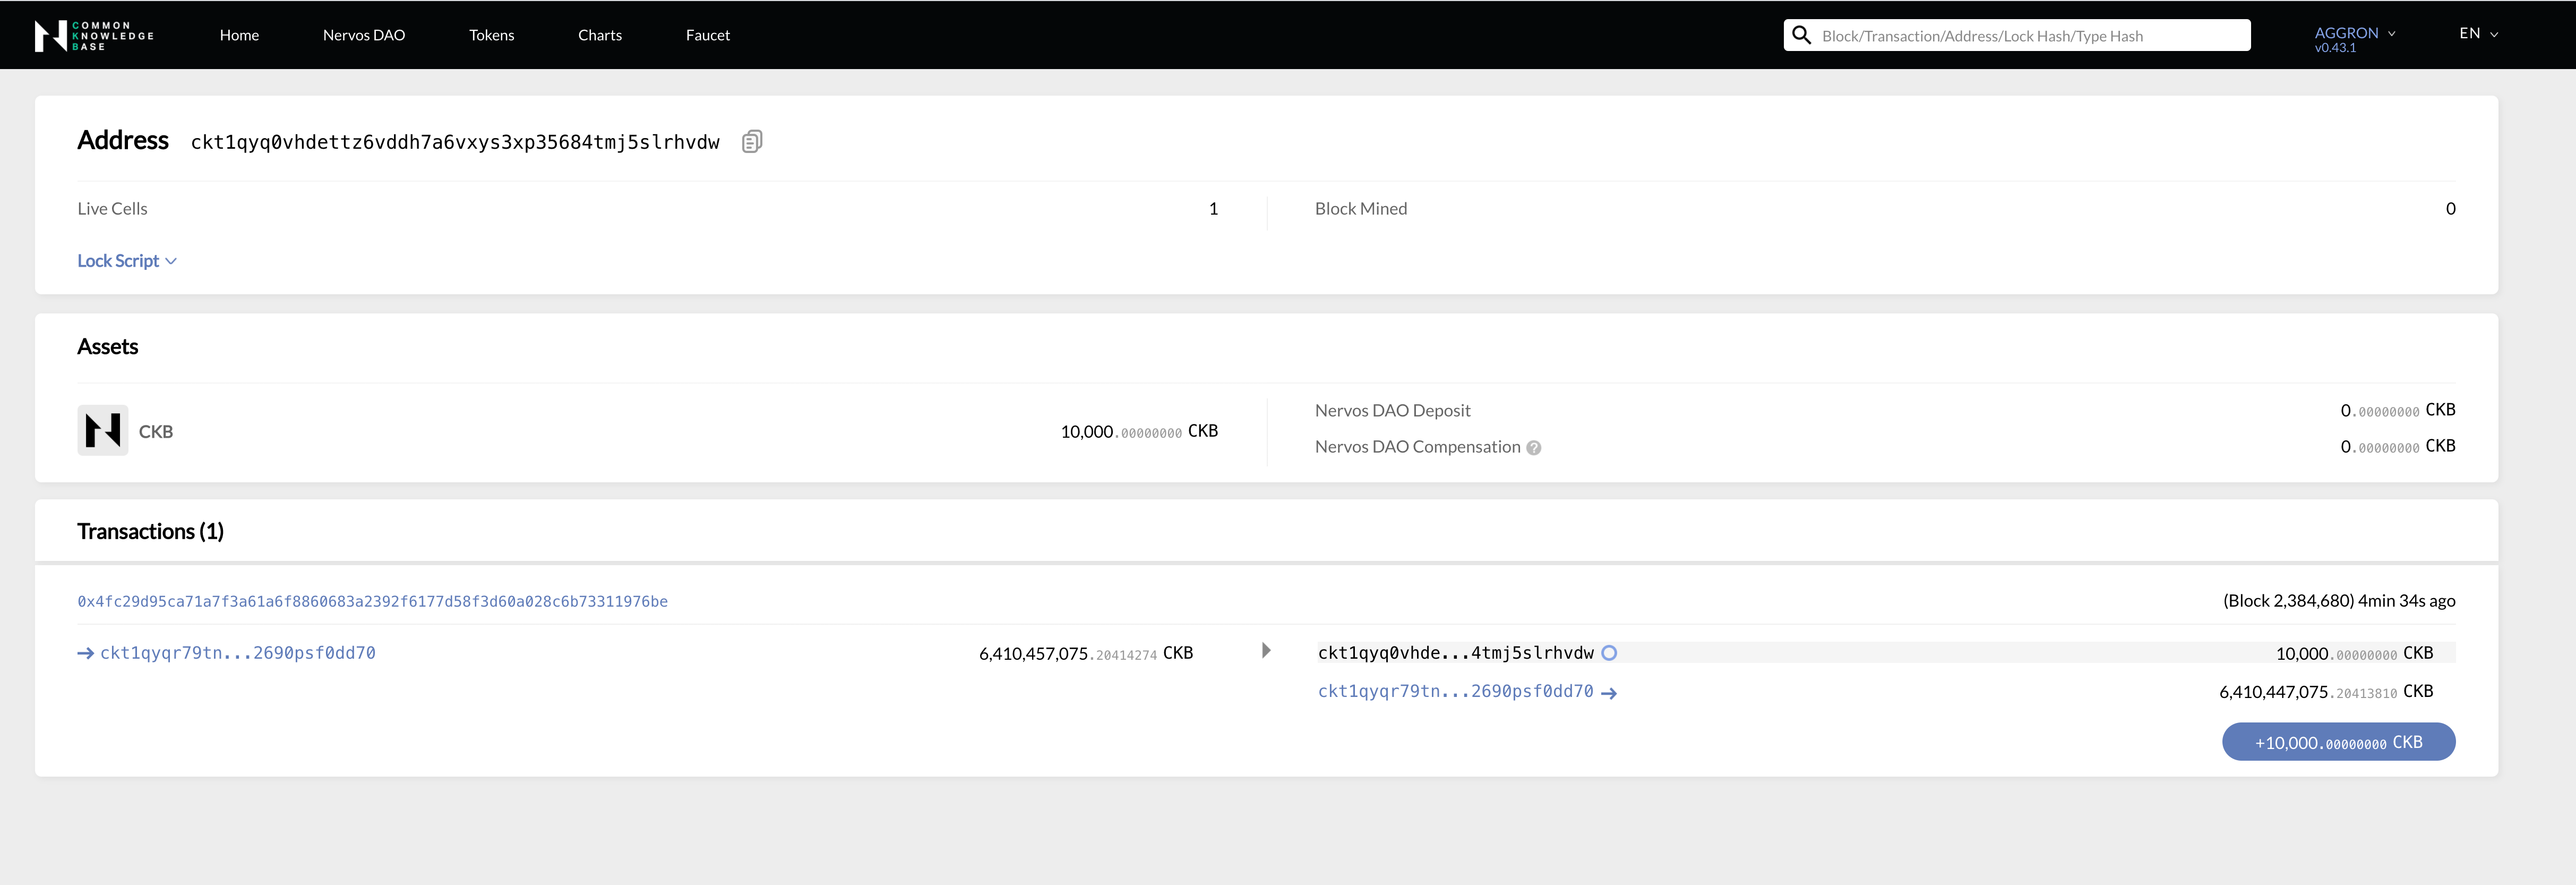 COMMON
KNOWLEDGE
BASE
Home Nervos DAO Tokens Charts Faucet
Block/Transaction/Address/Lock Hash/Type Hash
AGGRON
v0.43.1
EN
Address ckt1qyq0vhdettz6vddh7a6vxys3xp35684tmj5slrhvdw
Live Cells 1
Block Mined 0
Lock Script
Assets
CKB 10,000.00000000 CKB
Nervos DAO Deposit 0.00000000 CKB
Nervos DAO Compensation ? 0.00000000 CKB
Transactions (1)
0x4fc29d95ca71a7f3a61a6f8860683a2392f6177d58f3d60a028c6b73311976be (Block 2,384,680) 4min 34s ago
ckt1qyqr79tn...2690psf0dd70 6,410,457,075.20414274 CKB
ckt1qyq0vhde...4tmj5slrhvdw 10,000.00000000 CKB
ckt1qyqr79tn...2690psf0dd70 6,410,447,075.20413810 CKB
+10,000.00000000 CKB